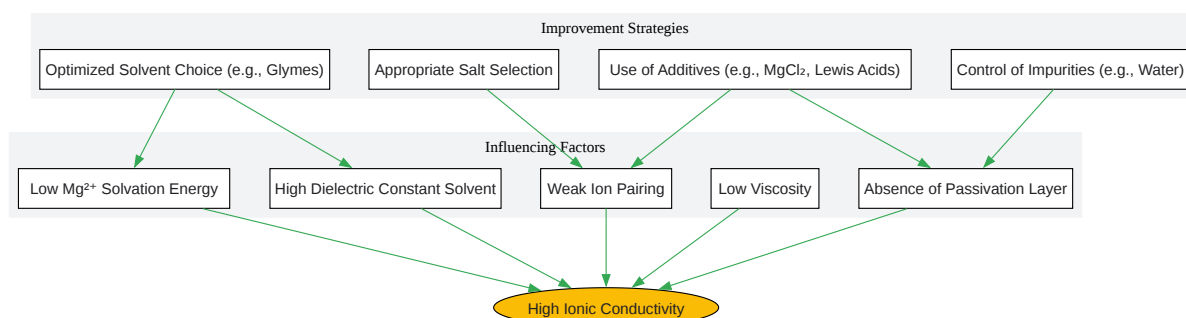 Improvement Strategies
Optimized Solvent Choice (e.g., Glymes)
Appropriate Salt Selection
Use of Additives (e.g., MgCl₂, Lewis Acids)
Control of Impurities (e.g., Water)
Influencing Factors
Low Mg²⁺ Solvation Energy
High Dielectric Constant Solvent
Weak Ion Pairing
Low Viscosity
Absence of Passivation Layer
High Ionic Conductivity